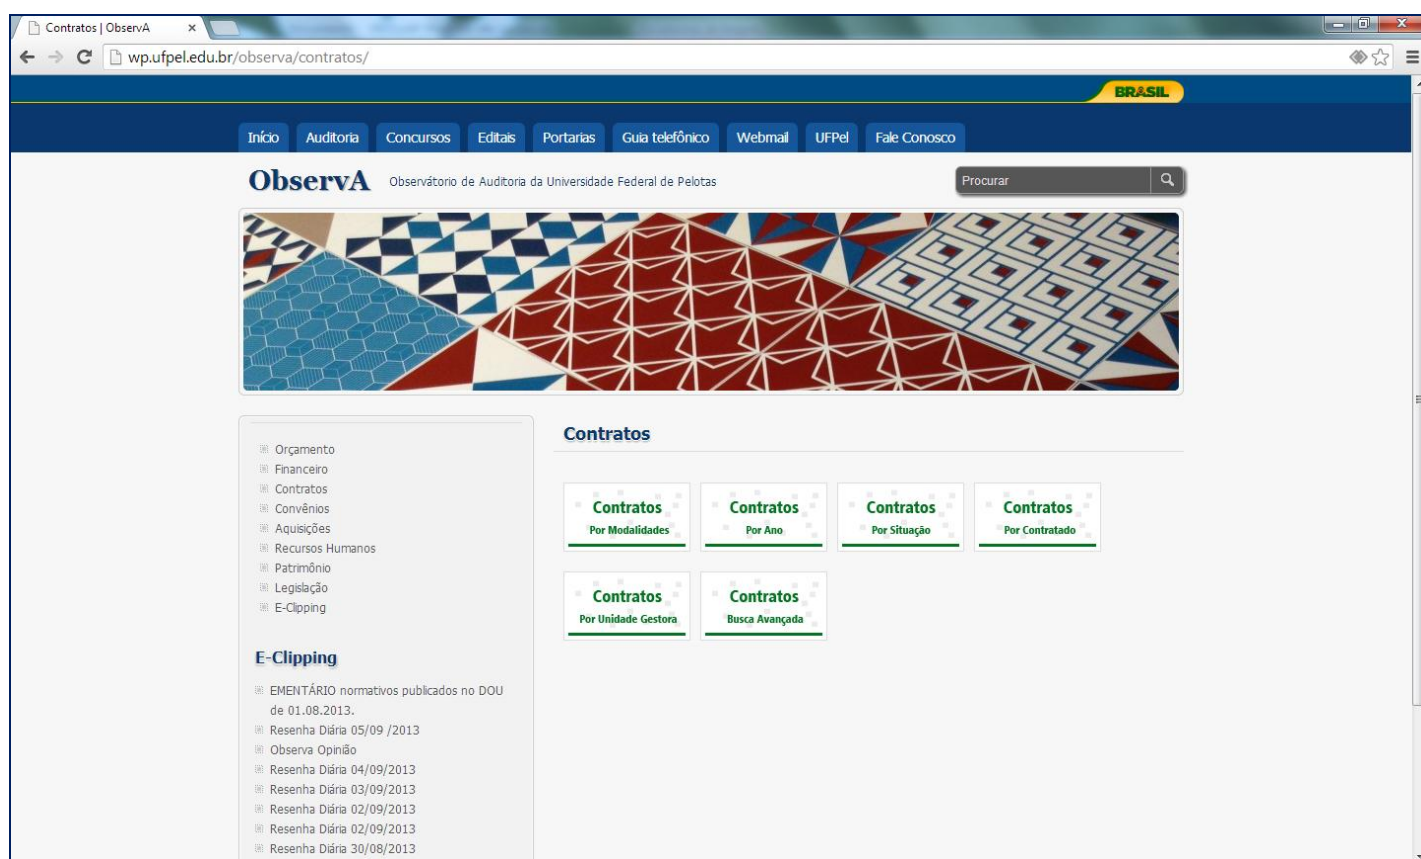 Contratos | ObservA
wp.ufpel.edu.br/observa/contratos/
BRASIL
Início Auditoria Concursos Editais Portarias Guia telefônico Webmail UFPel Fale Conosco
ObservA Observátorio de Auditoria da Universidade Federal de Pelotas Procurar
Contratos
Orçamento
Financeiro
Contratos
Convênios
Aquisições
Recursos Humanos
Patrimônio
Legislação
E-Clipping
Contratos Contratos Contratos Contratos
Por Modalidades Por Ano Por Situação Por Contratado
Contratos Contratos
Por Unidade Gestora Busca Avançada
E-Clipping
EMENTÁRIO normativos publicados no DOU
de 01.08.2013.
Resenha Diária 05/09 /2013
Observa Opinião
Resenha Diária 04/09/2013
Resenha Diária 03/09/2013
Resenha Diária 02/09/2013
Resenha Diária 02/09/2013
Resenha Diária 30/08/2013